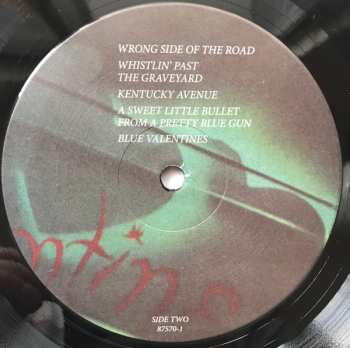 WRONG SIDE OF THE ROAD
WHISTLIN' PAST
THE GRAVEYARD
KENTUCKY AVENUE
A SWEET LITTLE BULLET
FROM A PRETTY BLUE GUN
BLUE VALENTINES
SIDE TWO
87570-1